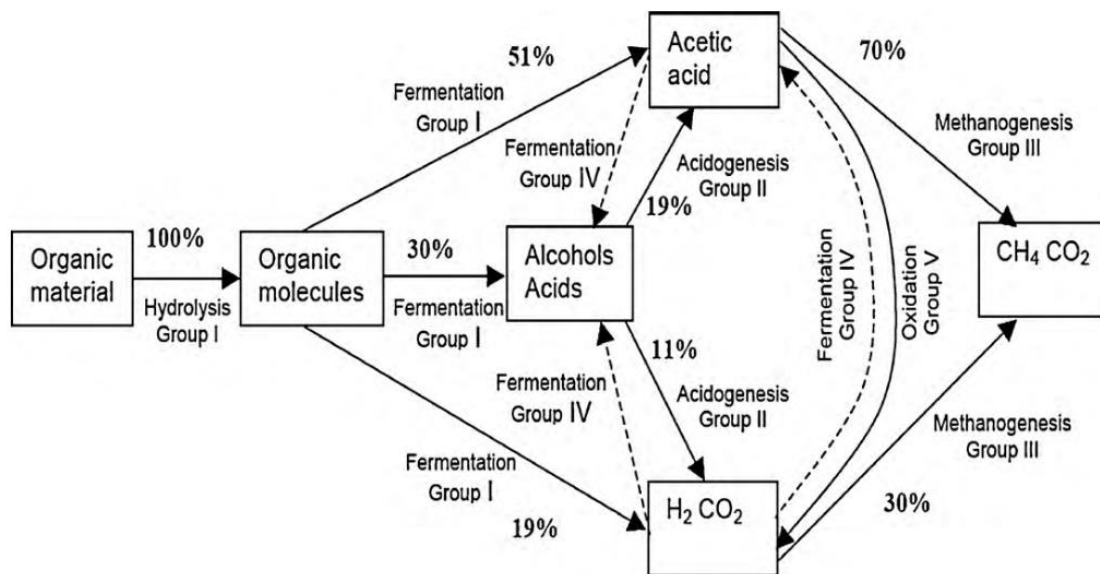 Acetic
acid
70%
51%
Fermentation
Group I
Methanogenesis
Group III
Fermentation
Group IV
Acidogenesis
Group II
19%
100%
Organic
material
Hydrolysis
Group I
Organic
molecules
30%
Fermentation
Group I
Alcohols
Acids
Fermentation
Group IV
Oxidation
Group V
CH₄ CO₂
11%
Fermentation
Group IV
Acidogenesis
Group II
Methanogenesis
Group III
Fermentation
Group I
19%
H₂ CO₂
30%